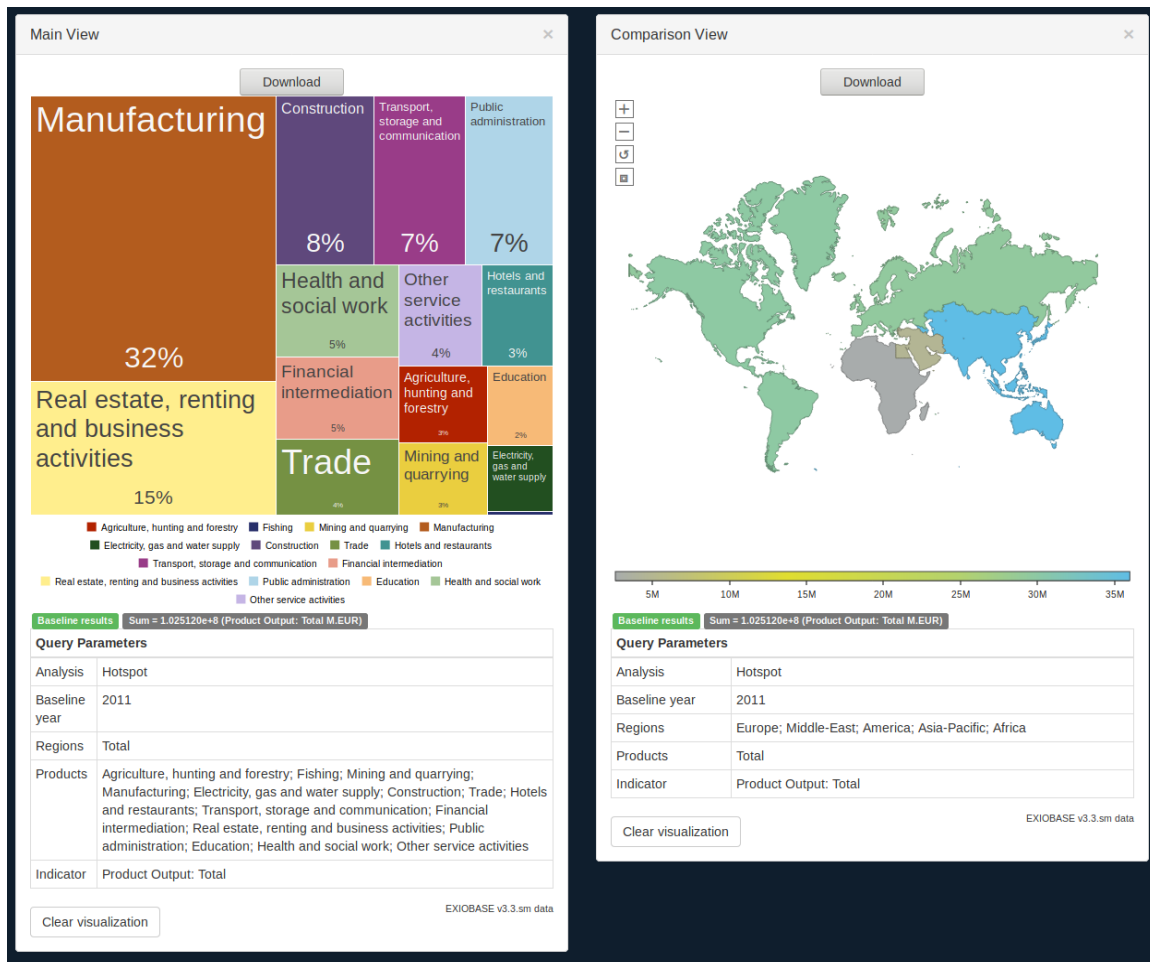 Main View
×
Download
Manufacturing
32%
Real estate, renting
and business
activities
15%
Construction
8%
Transport,
storage and
communication
7%
Public
administration
7%
Health and
social work
5%
Other
service
activities
4%
Hotels and
restaurants
3%
Financial
intermediation
5%
Agriculture,
hunting and
forestry
3%
Education
2%
Trade
4%
Mining and
quarrying
3%
Electricity,
gas and
water supply
Agriculture, hunting and forestry Fishing Mining and quarrying Manufacturing
Electricity, gas and water supply Construction Trade Hotels and restaurants
Transport, storage and communication Financial intermediation
Real estate, renting and business activities Public administration Education Health and social work
Other service activities
Baseline results Sum = 1.025120e+8 (Product Output: Total M.EUR)
Query Parameters
Analysis Hotspot
Baseline
year
2011
Regions Total
Products
Agriculture, hunting and forestry; Fishing; Mining and quarrying;
Manufacturing; Electricity, gas and water supply; Construction; Trade; Hotels
and restaurants; Transport, storage and communication; Financial
intermediation; Real estate, renting and business activities; Public
administration; Education; Health and social work; Other service activities
Indicator Product Output: Total
EXIOBASE v3.3.sm data
Clear visualization
Comparison View
×
Download
+
−
↺
5M 10M 15M 20M 25M 30M 35M
Baseline results Sum = 1.025120e+8 (Product Output: Total M.EUR)
Query Parameters
Analysis Hotspot
Baseline year 2011
Regions Europe; Middle-East; America; Asia-Pacific; Africa
Products Total
Indicator Product Output: Total
EXIOBASE v3.3.sm data
Clear visualization